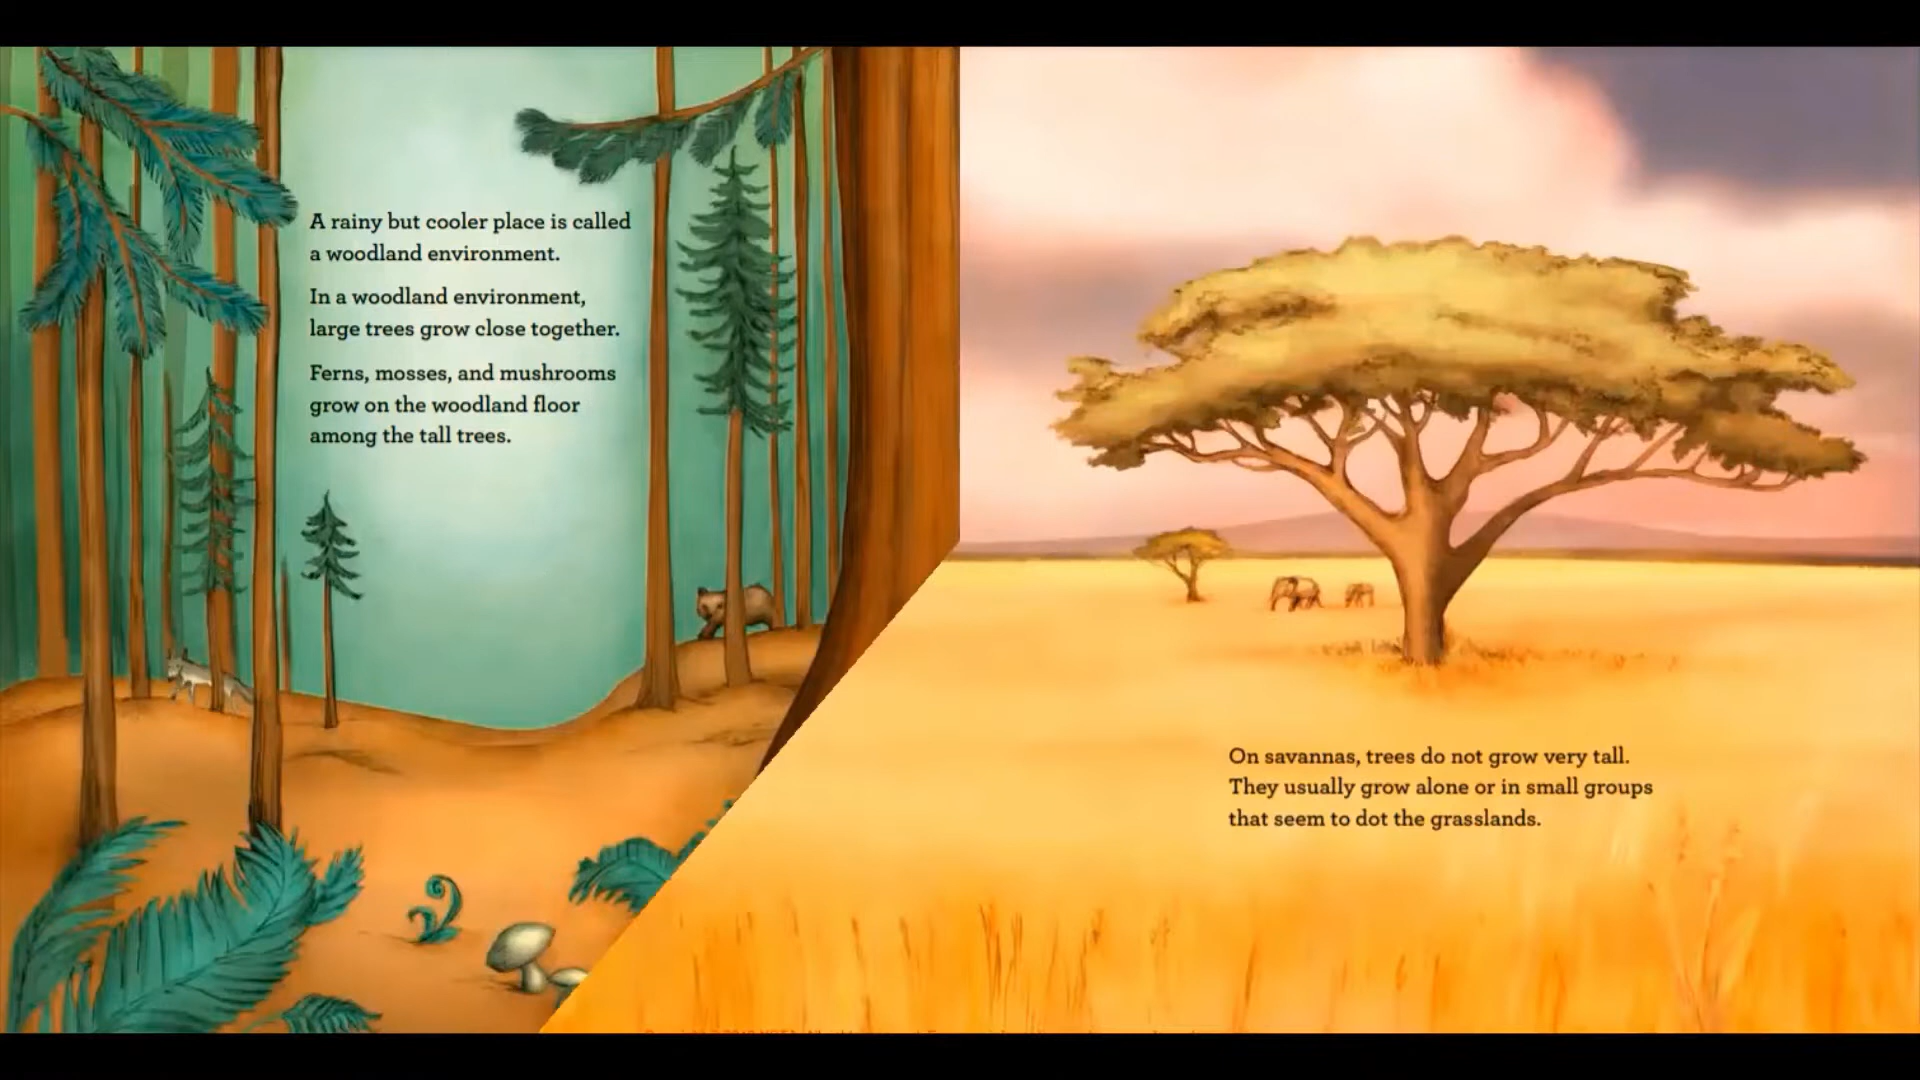 A rainy but cooler place is called
a woodland environment.
In a woodland environment,
large trees grow close together.
Ferns, mosses, and mushrooms
grow on the woodland floor
among the tall trees.
On savannas, trees do not grow very tall.
They usually grow alone or in small groups
that seem to dot the grasslands.